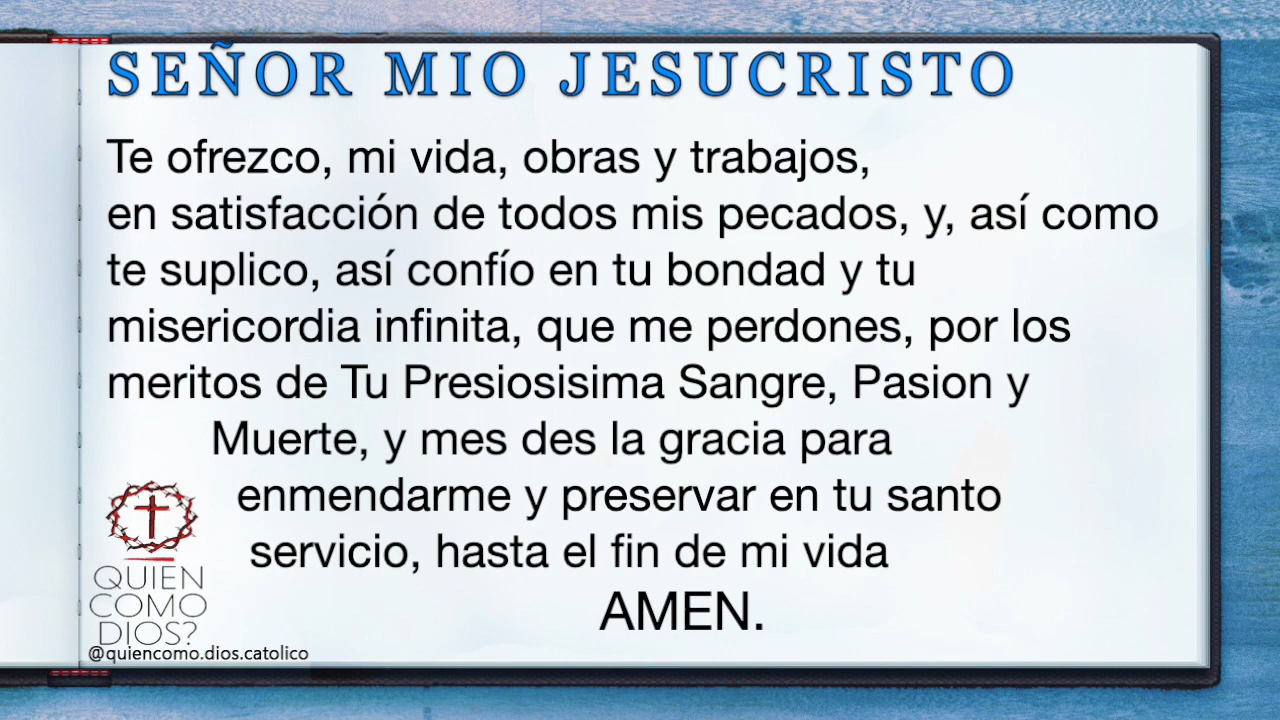 SEÑOR MIO JESUCRISTO
Te ofrezco, mi vida, obras y trabajos,
en satisfacción de todos mis pecados, y, así como
te suplico, así confío en tu bondad y tu
misericordia infinita, que me perdones, por los
meritos de Tu Presiosisima Sangre, Pasion y
Muerte, y mes des la gracia para
enmendarme y preservar en tu santo
servicio, hasta el fin de mi vida
AMEN.
QUIEN
COMO
DIOS?
@quiencomo.dios.catolico